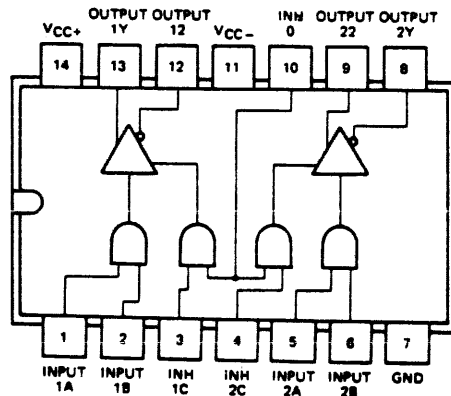 OUTPUT OUTPUT INH OUTPUT OUTPUT
VCC+ 1Y 12 VCC− 0 22 2Y
14 13 12 11 10 9 8
1 2 3 4 5 6 7
INPUT INPUT INH INH INPUT INPUT GND
1A 1B 1C 2C 2A 2B